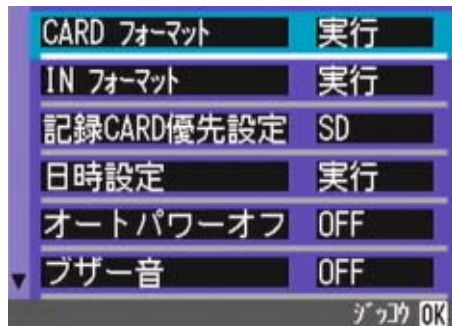 CARD フォーマット 実行
IN フォーマット 実行
記録CARD優先設定 SD
日時設定 実行
オートパワーオフ OFF
ブザー音 OFF
ジッコウ OK